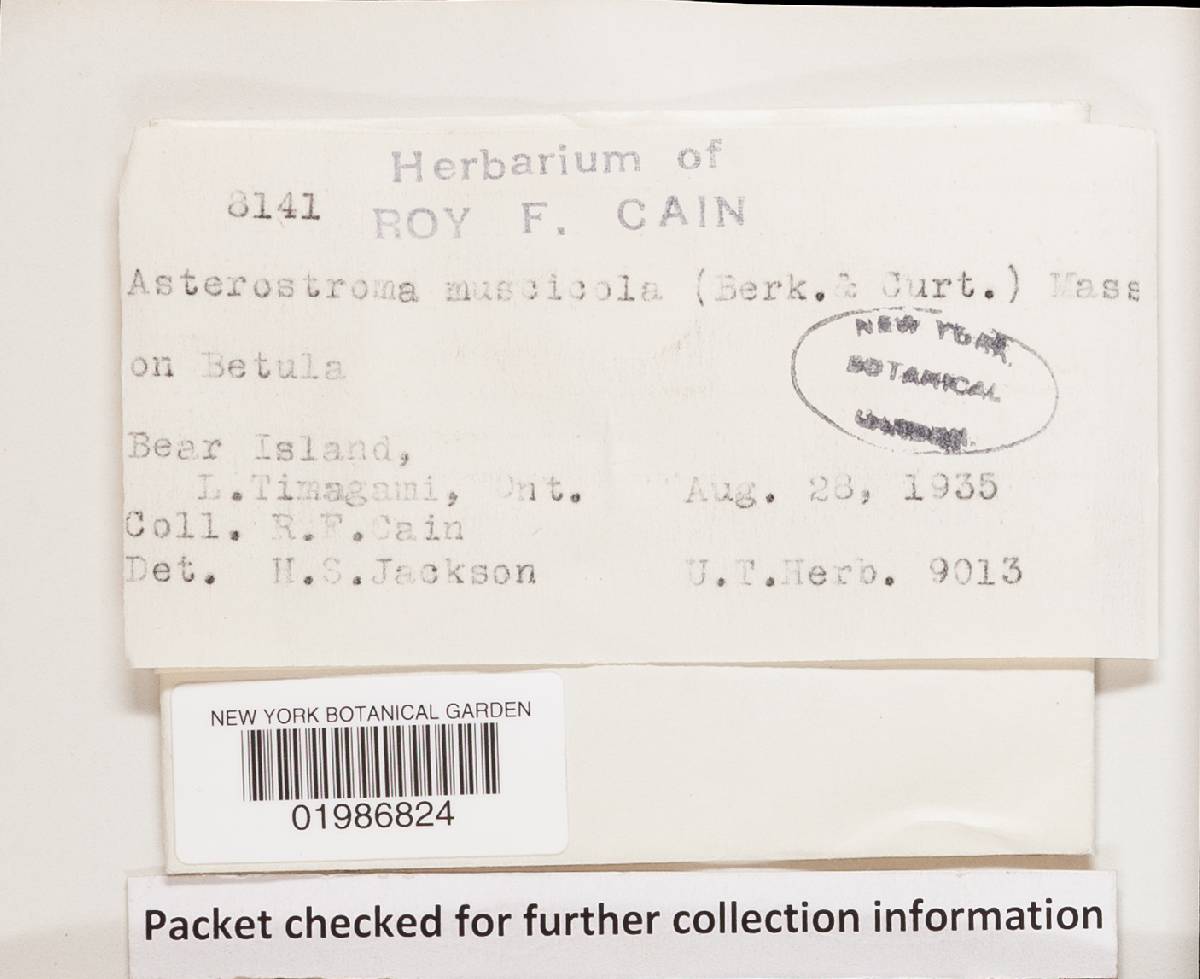 Herbarium of
8141 ROY F. CAIN
Asterostroma muscicola (Berk.& Curt.) Mass
on Betula
NEW YORK
BOTANICAL
GARDEN.
Bear Island,
L.Timagami, Ont. Aug. 28, 1935
Coll. R.F.Cain
Det. H.S.Jackson U.T.Herb. 9013
NEW YORK BOTANICAL GARDEN
01986824
Packet checked for further collection information